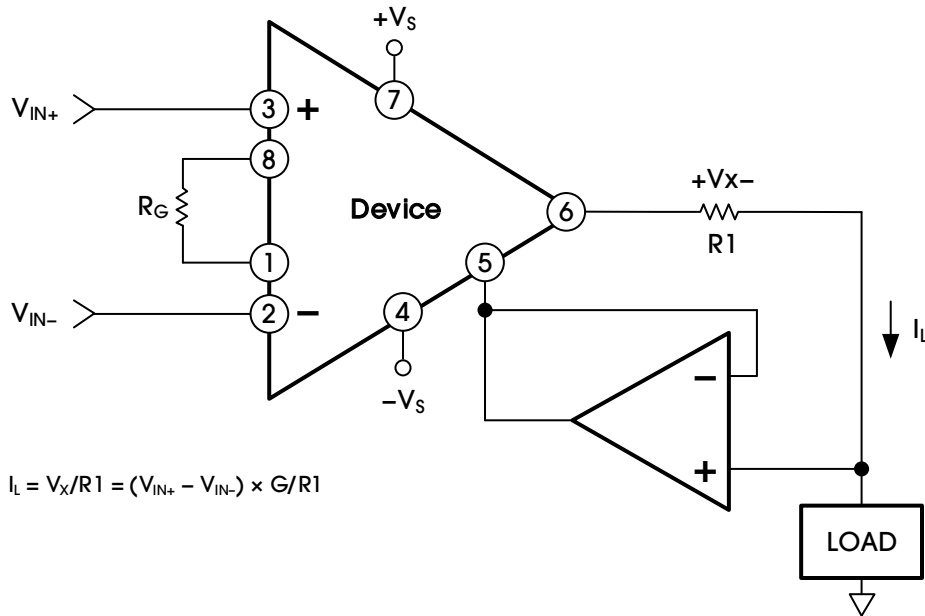 +V_S
7
V_IN+
3
+
8
R_G
Device
+Vx−
6
R1
1
5
V_IN−
2
−
4
−V_S
I_L
−
+
I_L = V_X/R1 = (V_IN+ − V_IN−) × G/R1
LOAD